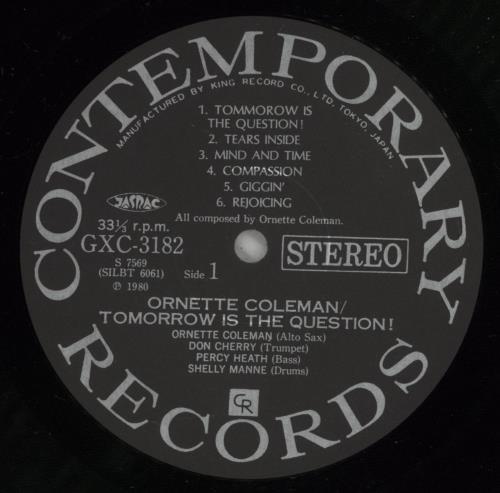 CONTEMPORARY
MANUFACTURED BY KING RECORD CO., LTD, TOKYO, JAPAN
1. TOMMOROW IS
THE QUESTION!
2. TEARS INSIDE
3. MIND AND TIME
4. COMPASSION
5. GIGGIN'
6. REJOICING
All composed by Ornette Coleman.
JASRAC
33⅓ r.p.m.
GXC-3182
S 7569
(SILBT 6061)
Side 1
℗ 1980
STEREO
ORNETTE COLEMAN/
TOMORROW IS THE QUESTION!
ORNETTE COLEMAN (Alto Sax)
DON CHERRY (Trumpet)
PERCY HEATH (Bass)
SHELLY MANNE (Drums)
CR
RECORDS